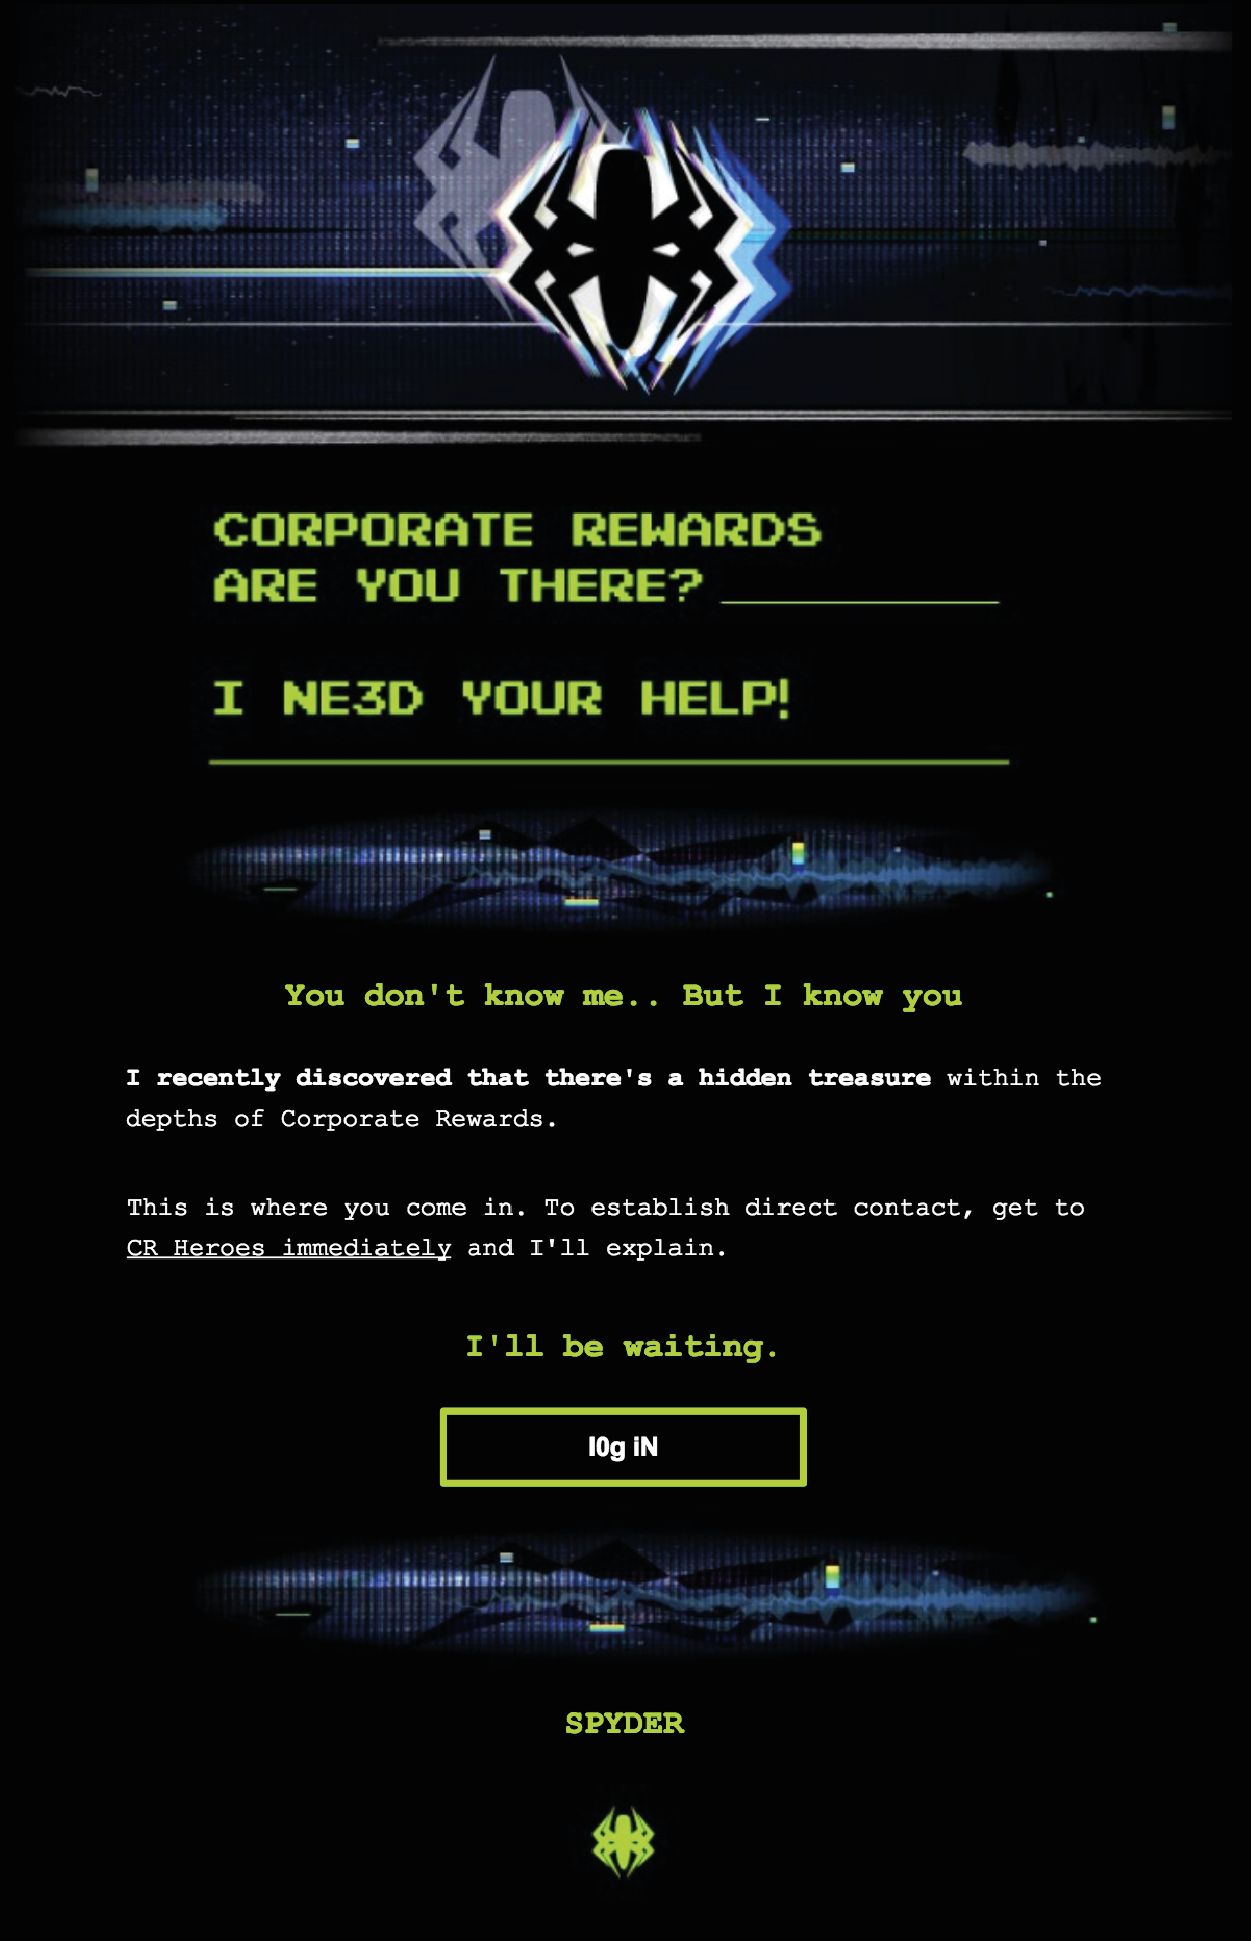 CORPORATE REWARDS
ARE YOU THERE?
I NE3D YOUR HELP!
You don't know me.. But I know you
I recently discovered that there's a hidden treasure within the
depths of Corporate Rewards.
This is where you come in. To establish direct contact, get to
CR Heroes immediately and I'll explain.
I'll be waiting.
l0g iN
SPYDER